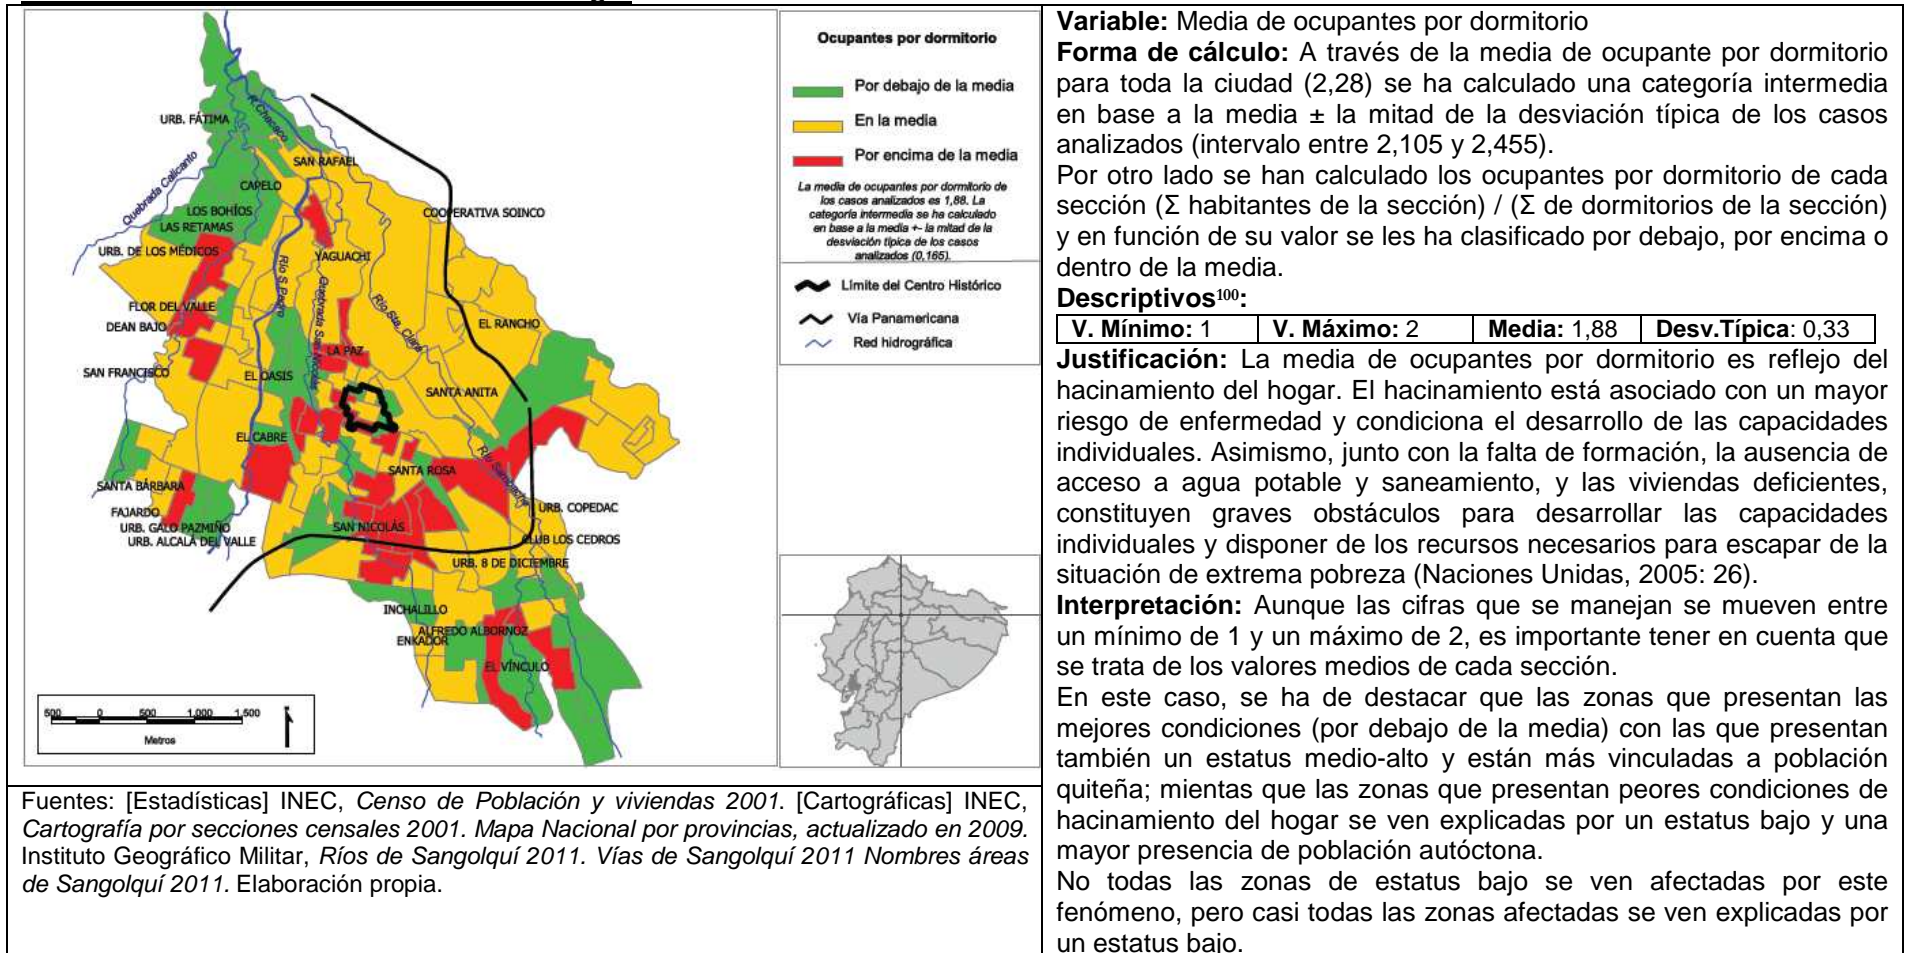 URB. FÁTIMA
R.Chacapo
SAN RAFAEL
Quebrada Calicanto
CAPELO
LOS BOHÍOS
COOPERATIVA SOINCO
LAS RETAMAS
URB. DE LOS MÉDICOS
YAGUACHI
Río S.Pedro
Quebrada San Nicolás
Río Sta. Clara
FLOR DEL VALLE
DEAN BAJO
EL RANCHO
LA PAZ
SAN FRANCISCO
EL OASIS
SANTA ANITA
EL CABRE
SANTA ROSA
Río Sambache
SANTA BÁRBARA
FAJARDO
URB. GALO PAZMIÑO
URB. ALCALÁ DEL VALLE
SAN NICOLÁS
URB. COPEDAC
CLUB LOS CEDROS
URB. 8 DE DICIEMBRE
INCHALILLO
ALFREDO ALBORNOZ
ENKADOR
EL VÍNCULO
500 0 500 1.000 1.500
Metros
Ocupantes por dormitorio
Por debajo de la media
En la media
Por encima de la media
La media de ocupantes por dormitorio de
los casos analizados es 1,88. La
categoría intermedia se ha calculado
en base a la media +- la mitad de la
desviación típica de los casos
analizados (0,165).
Límite del Centro Histórico
Vía Panamericana
Red hidrográfica
Fuentes: [Estadísticas] INEC, Censo de Población y viviendas 2001. [Cartográficas] INEC,
Cartografía por secciones censales 2001. Mapa Nacional por provincias, actualizado en 2009.
Instituto Geográfico Militar, Ríos de Sangolquí 2011. Vías de Sangolquí 2011 Nombres áreas
de Sangolquí 2011. Elaboración propia.
Variable: Media de ocupantes por dormitorio
Forma de cálculo: A través de la media de ocupante por dormitorio
para toda la ciudad (2,28) se ha calculado una categoría intermedia
en base a la media ± la mitad de la desviación típica de los casos
analizados (intervalo entre 2,105 y 2,455).
Por otro lado se han calculado los ocupantes por dormitorio de cada
sección (Σ habitantes de la sección) / (Σ de dormitorios de la sección)
y en función de su valor se les ha clasificado por debajo, por encima o
dentro de la media.
Descriptivos100:
V. Mínimo: 1 V. Máximo: 2 Media: 1,88 Desv.Típica: 0,33
Justificación: La media de ocupantes por dormitorio es reflejo del
hacinamiento del hogar. El hacinamiento está asociado con un mayor
riesgo de enfermedad y condiciona el desarrollo de las capacidades
individuales. Asimismo, junto con la falta de formación, la ausencia de
acceso a agua potable y saneamiento, y las viviendas deficientes,
constituyen graves obstáculos para desarrollar las capacidades
individuales y disponer de los recursos necesarios para escapar de la
situación de extrema pobreza (Naciones Unidas, 2005: 26).
Interpretación: Aunque las cifras que se manejan se mueven entre
un mínimo de 1 y un máximo de 2, es importante tener en cuenta que
se trata de los valores medios de cada sección.
En este caso, se ha de destacar que las zonas que presentan las
mejores condiciones (por debajo de la media) con las que presentan
también un estatus medio-alto y están más vinculadas a población
quiteña; mientas que las zonas que presentan peores condiciones de
hacinamiento del hogar se ven explicadas por un estatus bajo y una
mayor presencia de población autóctona.
No todas las zonas de estatus bajo se ven afectadas por este
fenómeno, pero casi todas las zonas afectadas se ven explicadas por
un estatus bajo.